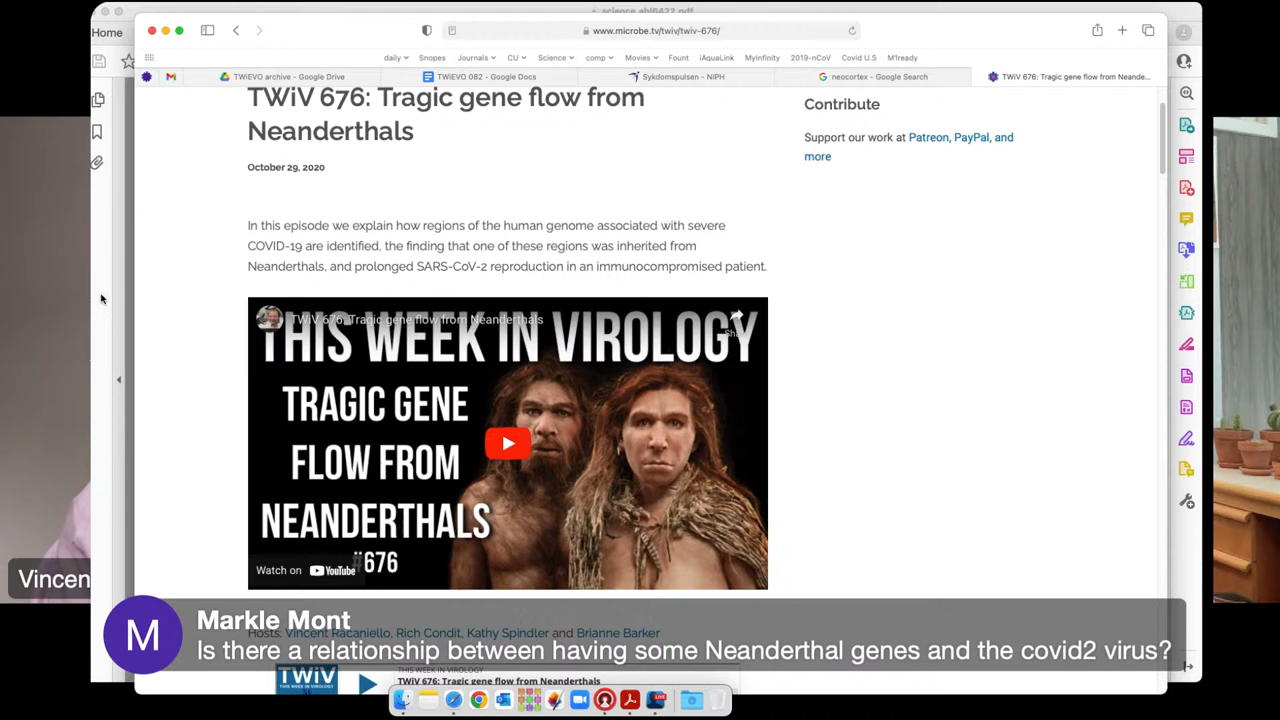 science.abl6422.pdf
Home
www.microbe.tv/twiv/twiv-676/
daily
Snopes
Journals
CU
Science
comp
Movies
Fount
iAquaLink
MyInfinity
2019-nCoV
Covid U.S
M1ready
TWiEVO archive - Google Drive
TWiEVO 082 - Google Docs
Sykdomspulsen - NIPH
neocortex - Google Search
TWiV 676: Tragic gene flow from Neande...
TWiV 676: Tragic gene flow from
Neanderthals
October 29, 2020
In this episode we explain how regions of the human genome associated with severe
COVID-19 are identified, the finding that one of these regions was inherited from
Neanderthals, and prolonged SARS-CoV-2 reproduction in an immunocompromised patient.
Contribute
Support our work at Patreon, PayPal, and
more
TWiV 676: Tragic gene flow from Neanderthals
THIS WEEK IN VIROLOGY
TRAGIC GENE
FLOW FROM
NEANDERTHALS
#676
Watch on YouTube
Vincen
Hosts: Vincent Racaniello, Rich Condit, Kathy Spindler and Brianne Barker
M
Markle Mont
Is there a relationship between having some Neanderthal genes and the covid2 virus?
TWiV
THIS WEEK IN VIROLOGY
THIS WEEK IN VIROLOGY
TWiV 676: Tragic gene flow from Neanderthals